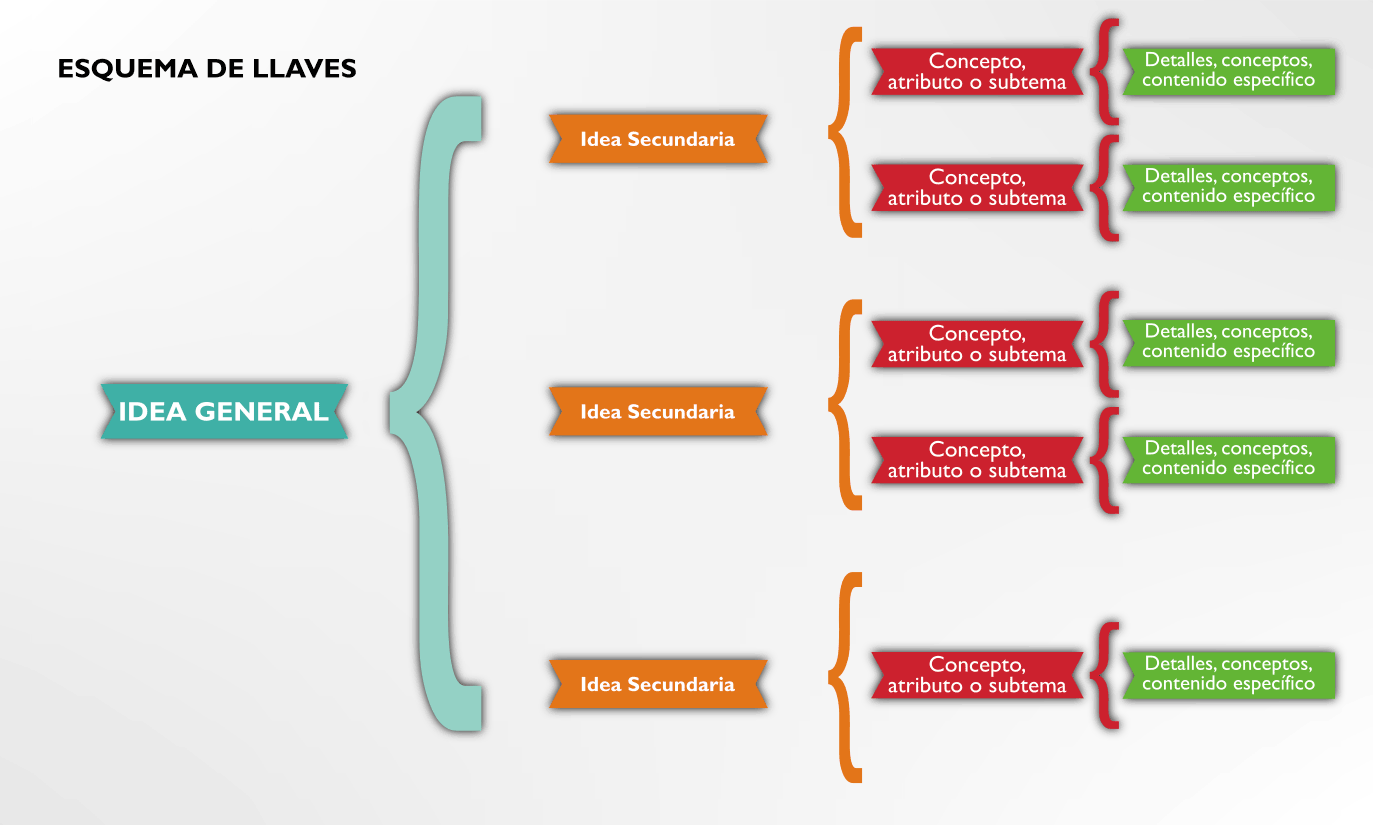 ESQUEMA DE LLAVES
IDEA GENERAL
Idea Secundaria
Concepto,
atributo o subtema
Detalles, conceptos,
contenido específico
Concepto,
atributo o subtema
Detalles, conceptos,
contenido específico
Idea Secundaria
Concepto,
atributo o subtema
Detalles, conceptos,
contenido específico
Concepto,
atributo o subtema
Detalles, conceptos,
contenido específico
Idea Secundaria
Concepto,
atributo o subtema
Detalles, conceptos,
contenido específico